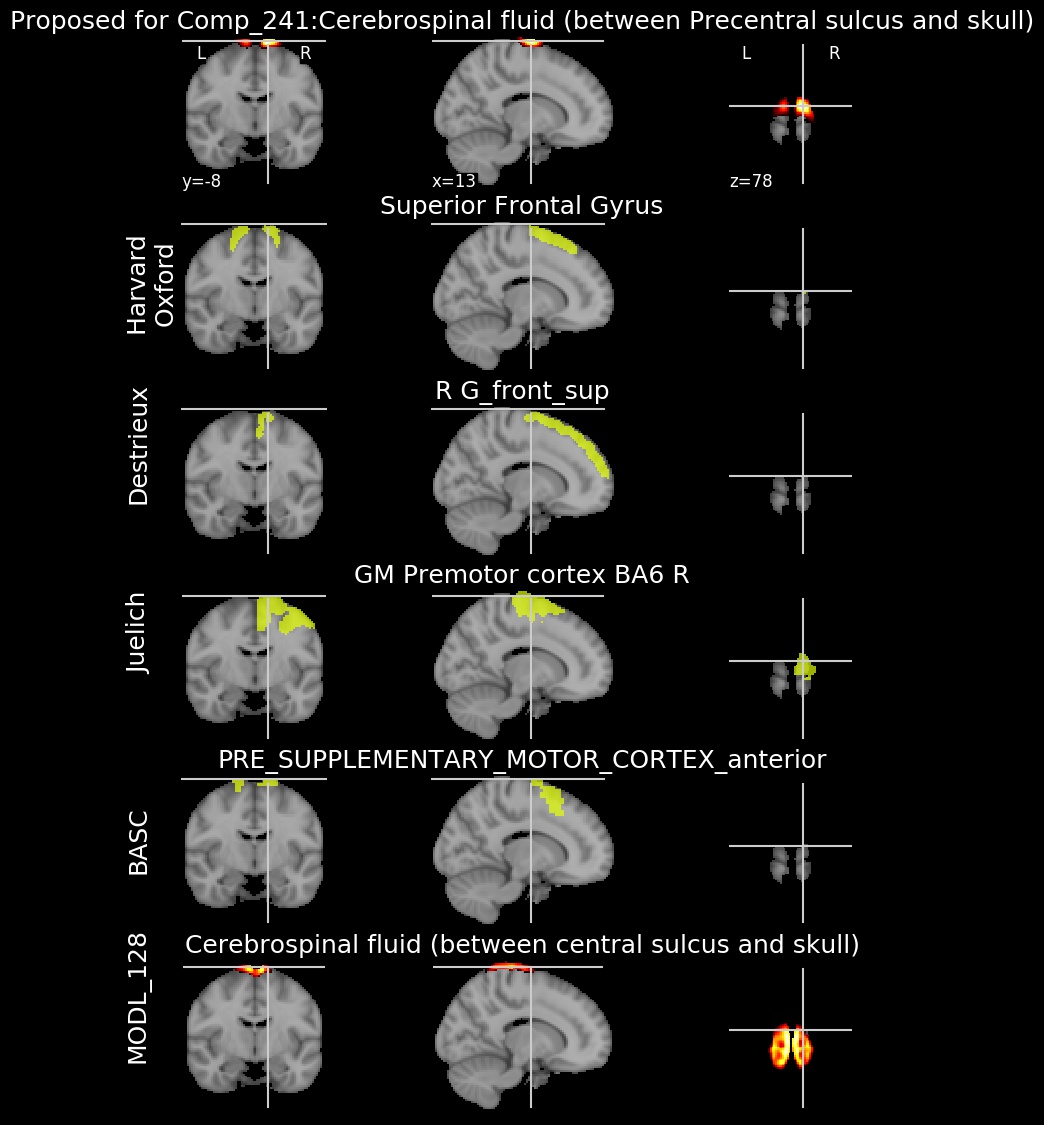 Proposed for Comp_241:Cerebrospinal fluid (between Precentral sulcus and skull)
L R
L R
y=-8
x=13
z=78
Superior Frontal Gyrus
Harvard
Oxford
R G_front_sup
Destrieux
GM Premotor cortex BA6 R
Juelich
PRE_SUPPLEMENTARY_MOTOR_CORTEX_anterior
BASC
Cerebrospinal fluid (between central sulcus and skull)
MODL_128